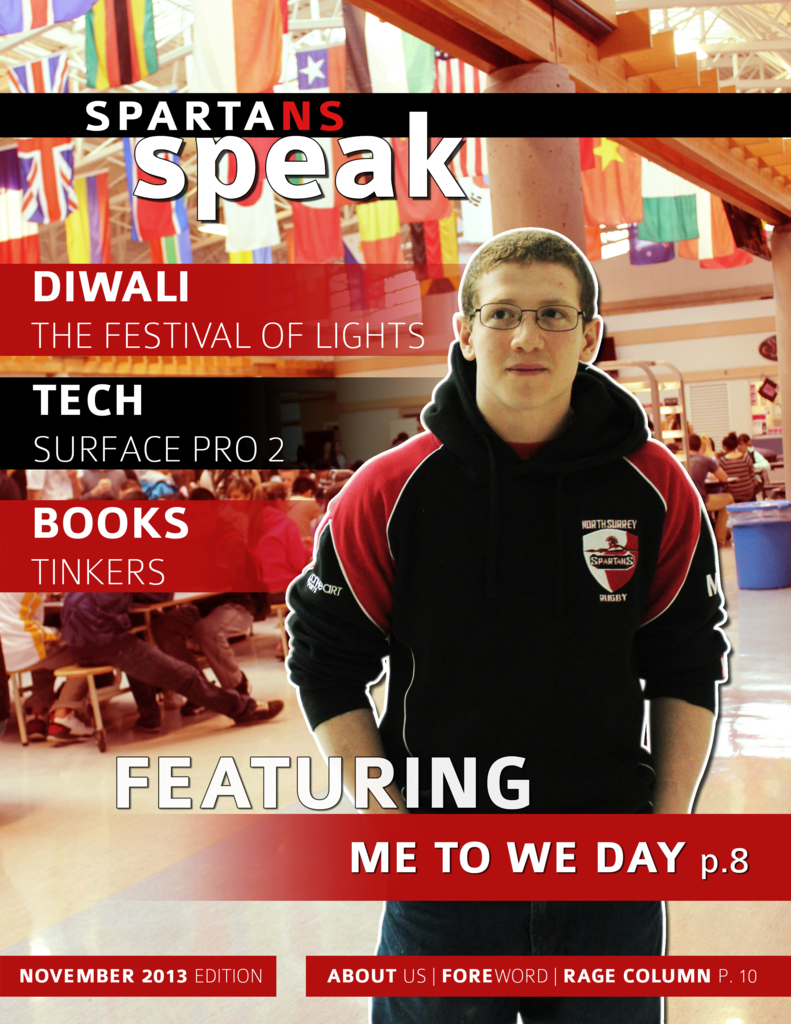 SPARTANS
speak
DIWALI
THE FESTIVAL OF LIGHTS
TECH
SURFACE PRO 2
BOOKS
TINKERS
NORTH SURREY
SPARTANS
RUGBY
M
FEATURING
ME TO WE DAY p.8
NOVEMBER 2013 EDITION
ABOUT US | FOREWORD | RAGE COLUMN P. 10